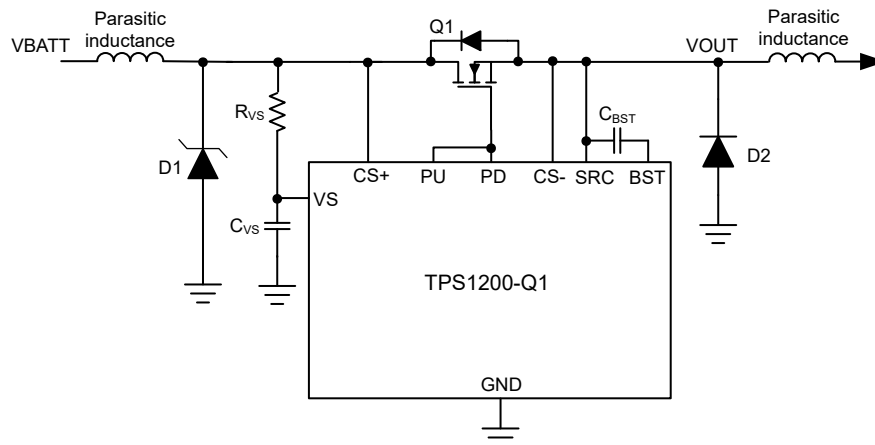 Parasitic
inductance
VBATT
Q1
VOUT
Parasitic
inductance
RVS
CBST
D1
D2
CS+
PU
PD
CS-
SRC
BST
VS
CVS
TPS1200-Q1
GND